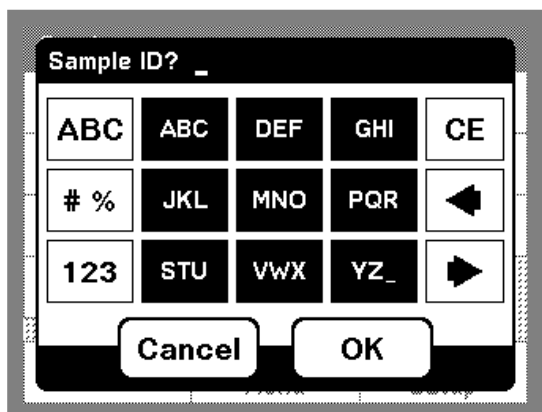 Sample ID? _
ABC ABC DEF GHI CE
# % JKL MNO PQR
123 STU VWX YZ_
Cancel OK